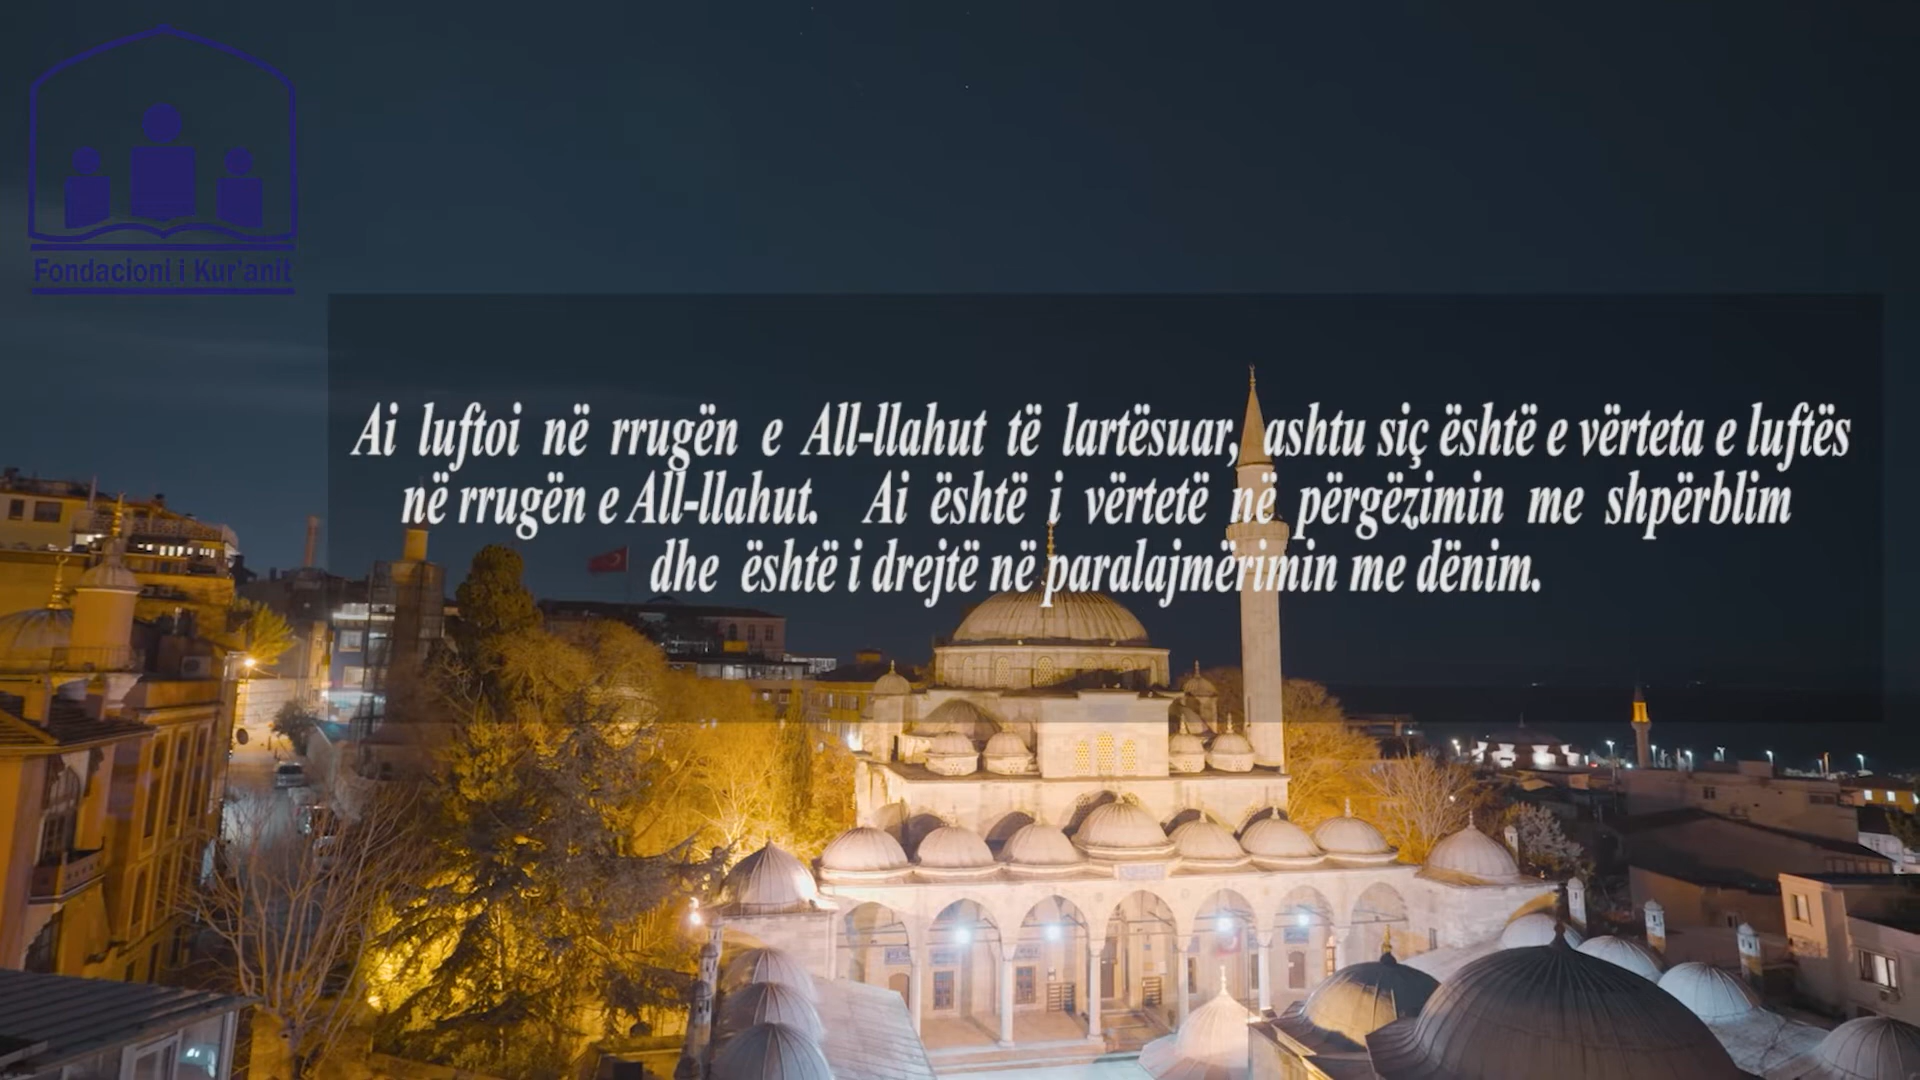 Fondacioni i Kur'anit
Ai luftoi në rrugën e All-llahut të lartësuar, ashtu siç është e vërteta e luftës
në rrugën e All-llahut. Ai është i vërtetë në përgëzimin me shpërblim
dhe është i drejtë në paralajmërimin me dënim.